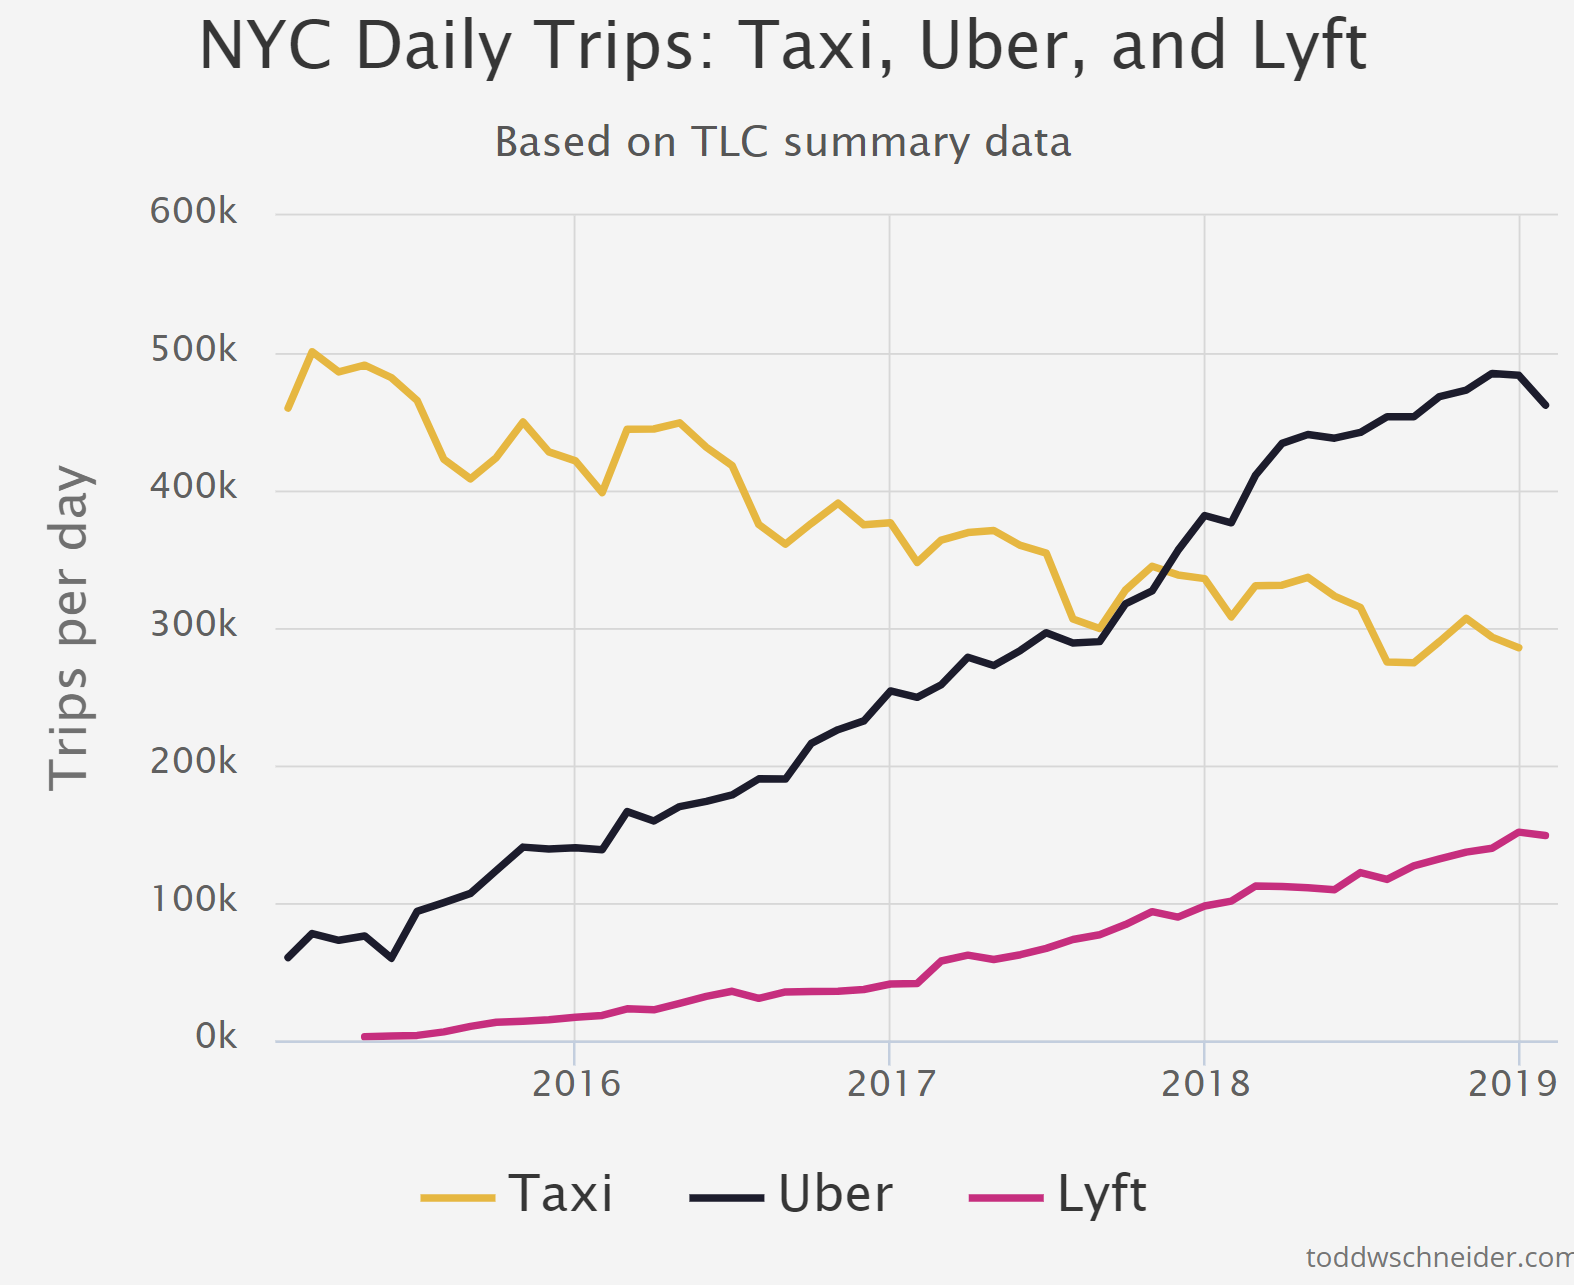 NYC Daily Trips: Taxi, Uber, and Lyft
Based on TLC summary data
600k
500k
400k
300k
200k
100k
0k
Trips per day
2016 2017 2018 2019
Taxi Uber Lyft
toddwschneider.com